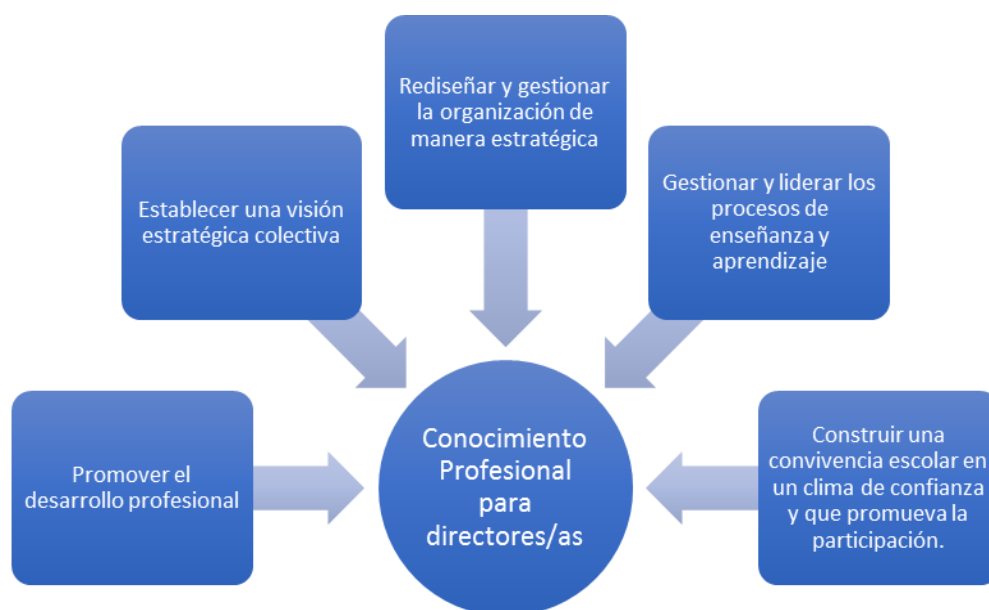 Rediseñar y gestionar
la organización de
manera estratégica
Establecer una visión
estratégica colectiva
Gestionar y liderar los
procesos de
enseñanza y
aprendizaje
Promover el
desarrollo profesional
Conocimiento
Profesional
para
directores/as
Construir una
convivencia escolar en
un clima de confianza
y que promueva la
participación.